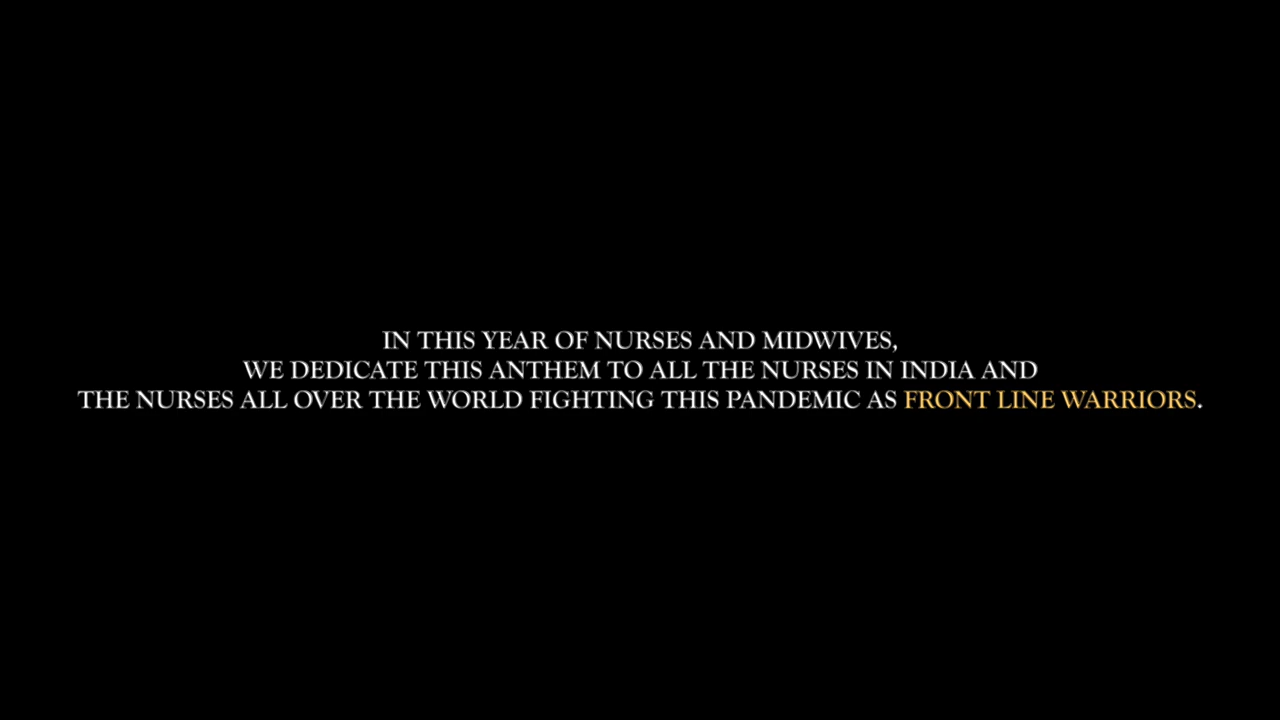 IN THIS YEAR OF NURSES AND MIDWIVES,
WE DEDICATE THIS ANTHEM TO ALL THE NURSES IN INDIA AND
THE NURSES ALL OVER THE WORLD FIGHTING THIS PANDEMIC AS FRONT LINE WARRIORS.